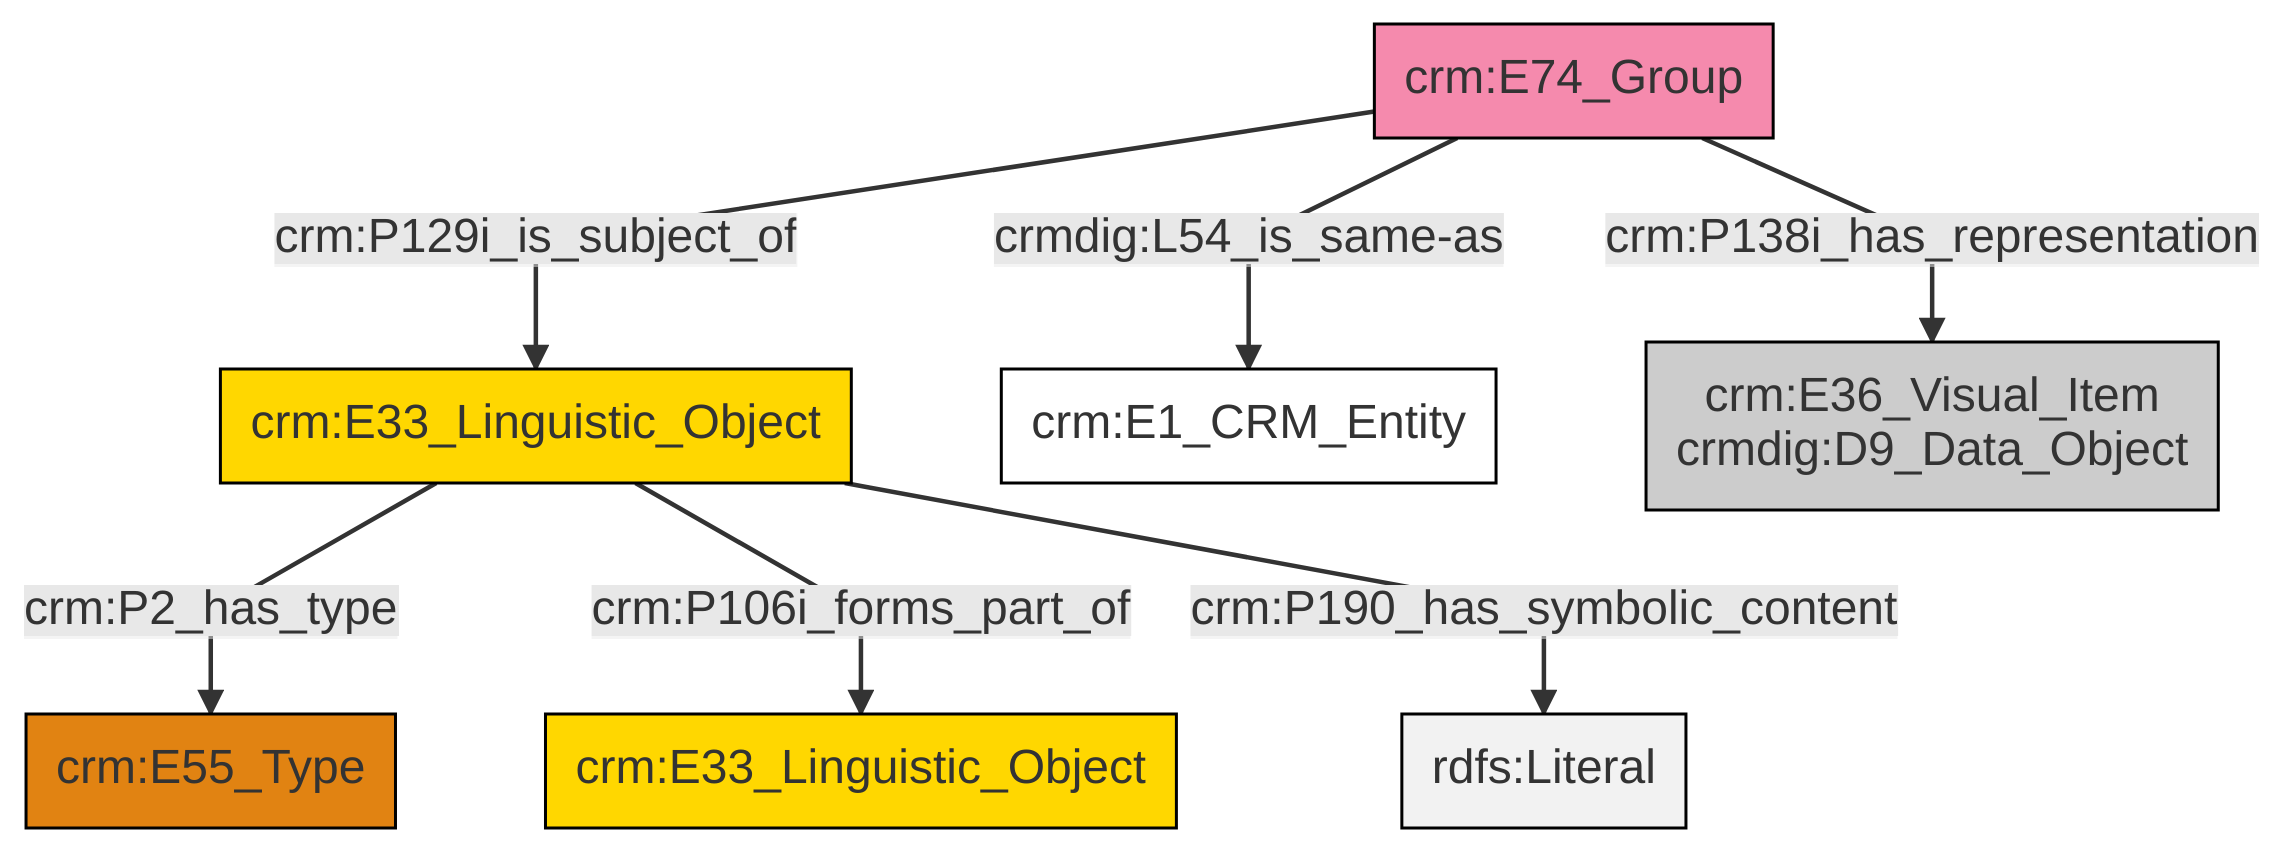 crm:E74_Group
crm:P129i_is_subject_of
crmdig:L54_is_same-as
crm:P138i_has_representation
crm:E33_Linguistic_Object
crm:E1_CRM_Entity
crm:E36_Visual_Item
crmdig:D9_Data_Object
crm:P2_has_type
crm:P106i_forms_part_of
crm:P190_has_symbolic_content
crm:E55_Type
crm:E33_Linguistic_Object
rdfs:Literal